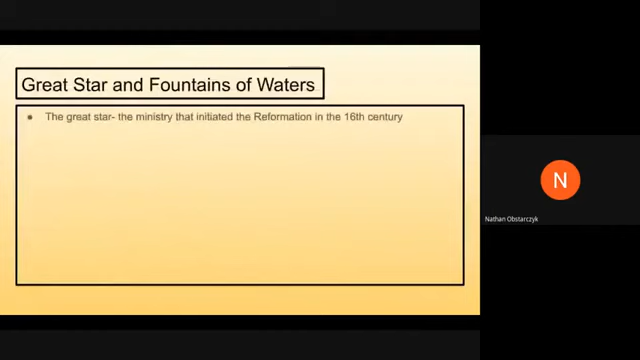 Great Star and Fountains of Waters
● The great star- the ministry that initiated the Reformation in the 16th century
N
Nathan Obstarczyk